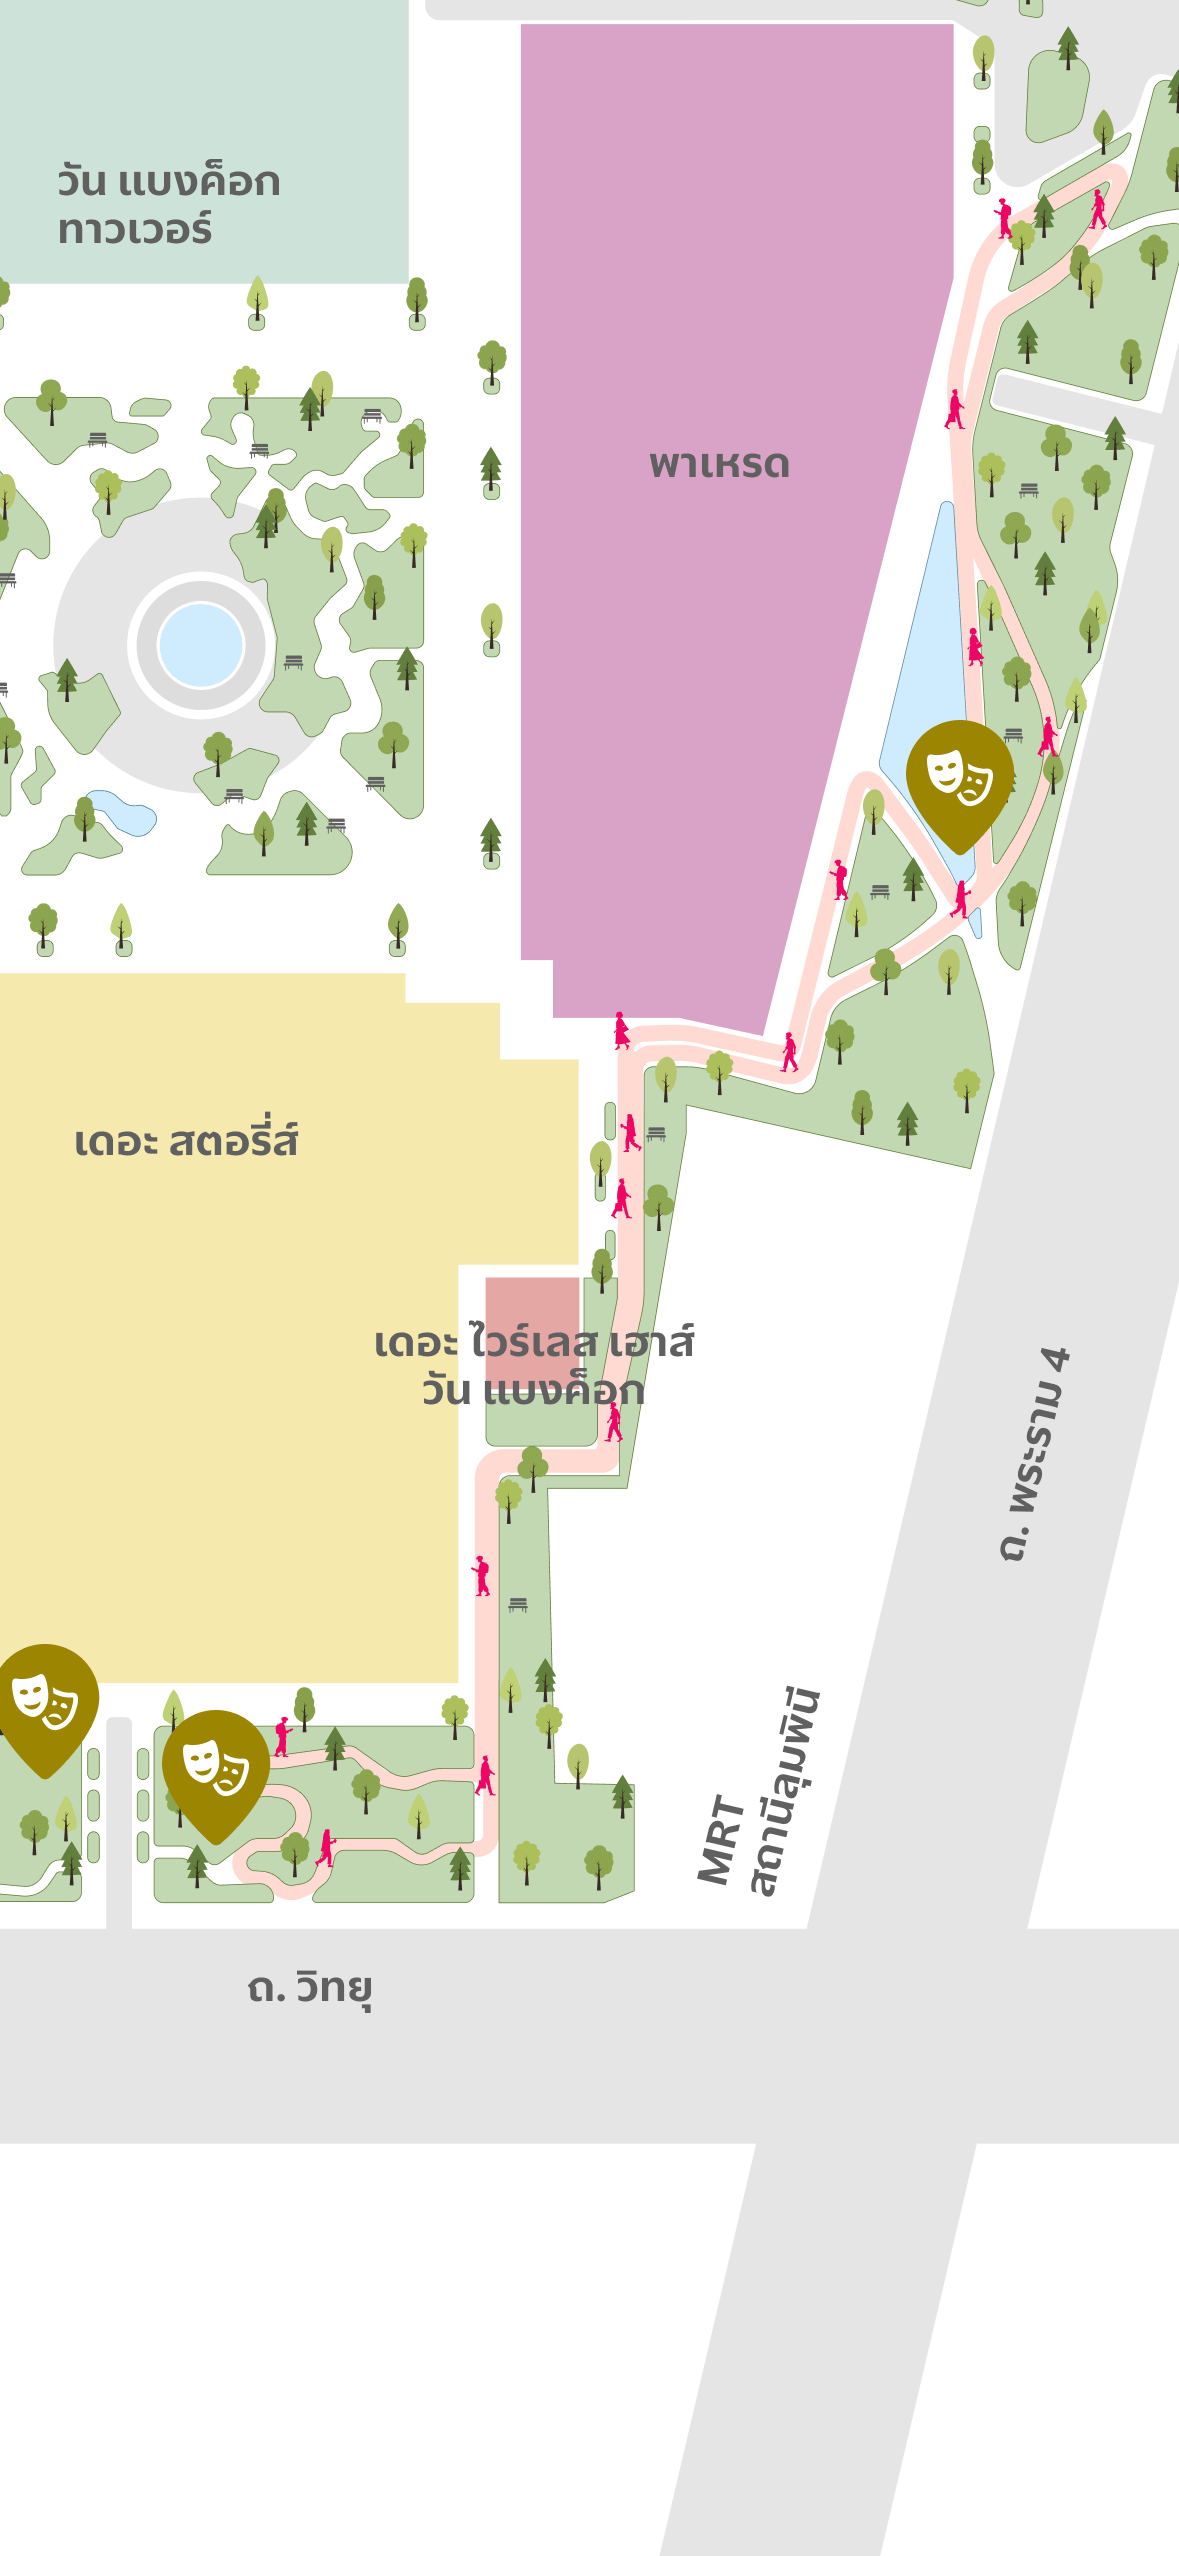 วัน แบงค็อก
ทาวเวอร์
พาเหรด
เดอะ สตอรี่ส์
เดอะ ไวร์เลส เฮาส์
วัน แบงค็อก
ถ. พระราม 4
MRT
สถานีลุมพินี
ถ. วิทยุ